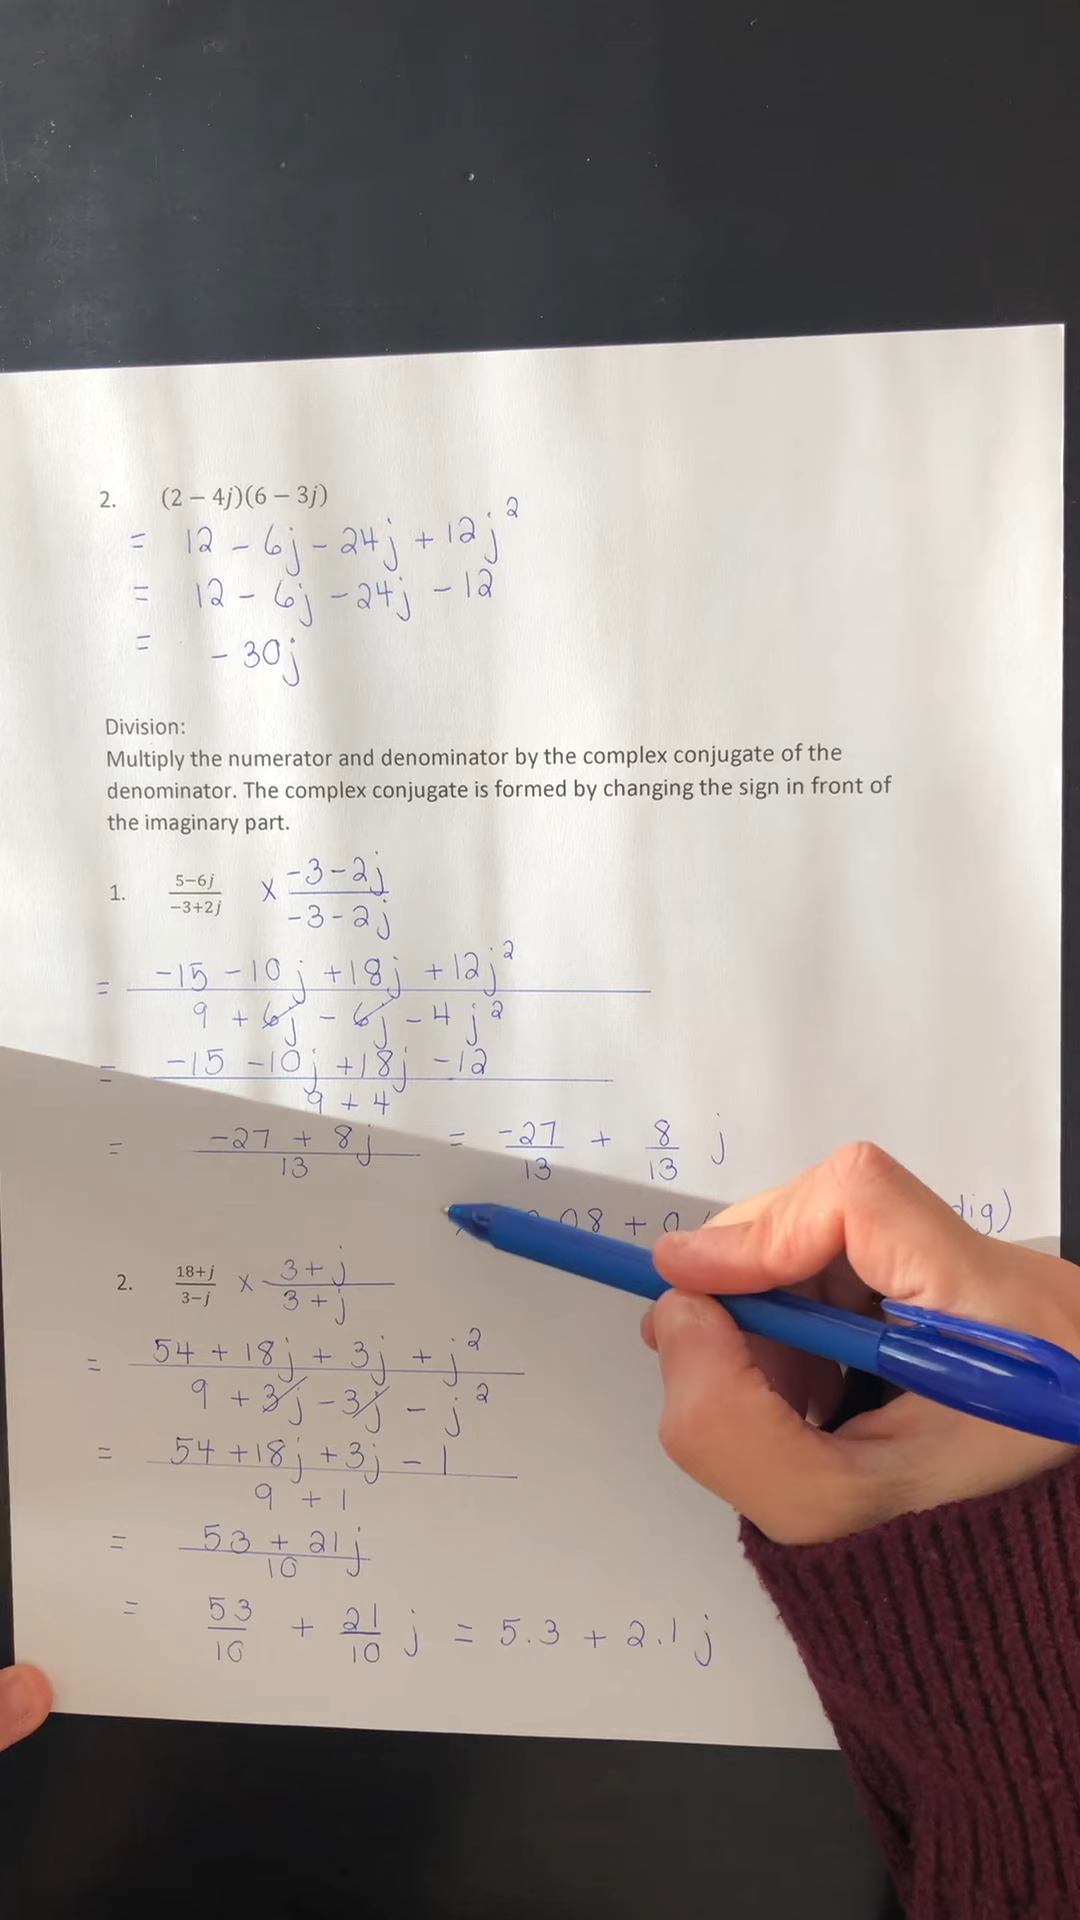 2. (2 – 4j)(6 – 3j)
= 12 - 6j - 24j + 12j²
= 12 - 6j - 24j - 12
= - 30j
Division:
Multiply the numerator and denominator by the complex conjugate of the
denominator. The complex conjugate is formed by changing the sign in front of
the imaginary part.
1. (5−6j)/(−3+2j) × (-3-2j)/(-3-2j)
= (-15 -10j +18j +12j²)/(9 + 6j - 6j - 4j²)
= (-15 -10j +18j -12)/(9 + 4)
= (-27 + 8j)/13 = -27/13 + 8/13 j
08 + 0. dig)
2. (18+j)/(3−j) × (3+j)/(3+j)
= (54 + 18j + 3j + j²)/(9 + 3j - 3j - j²)
= (54 + 18j + 3j - 1)/(9 + 1)
= (53 + 21j)/10
= 53/10 + 21/10 j = 5.3 + 2.1j